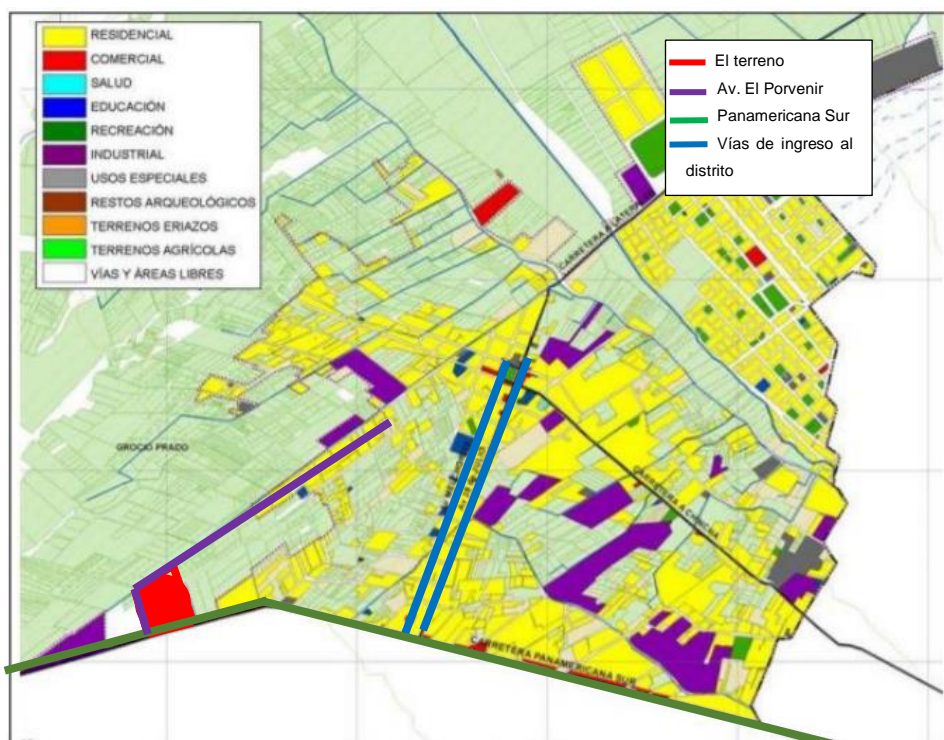 RESIDENCIAL
COMERCIAL
SALUD
EDUCACIÓN
RECREACIÓN
INDUSTRIAL
USOS ESPECIALES
RESTOS ARQUEOLÓGICOS
TERRENOS ERIAZOS
TERRENOS AGRÍCOLAS
VÍAS Y ÁREAS LIBRES
El terreno
Av. El Porvenir
Panamericana Sur
Vías de ingreso al
distrito
CARRETERA
GROCIO PRADO
CARRETERA A CHINCHA
CARRETERA PANAMERICANA SUR